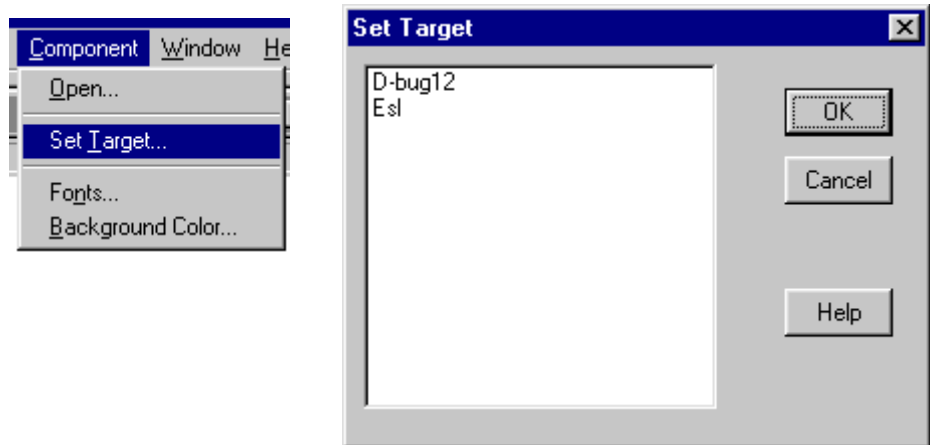 Component Window He
Open...
Set Target...
Fonts...
Background Color...
Set Target
D-bug12
Esl
OK
Cancel
Help